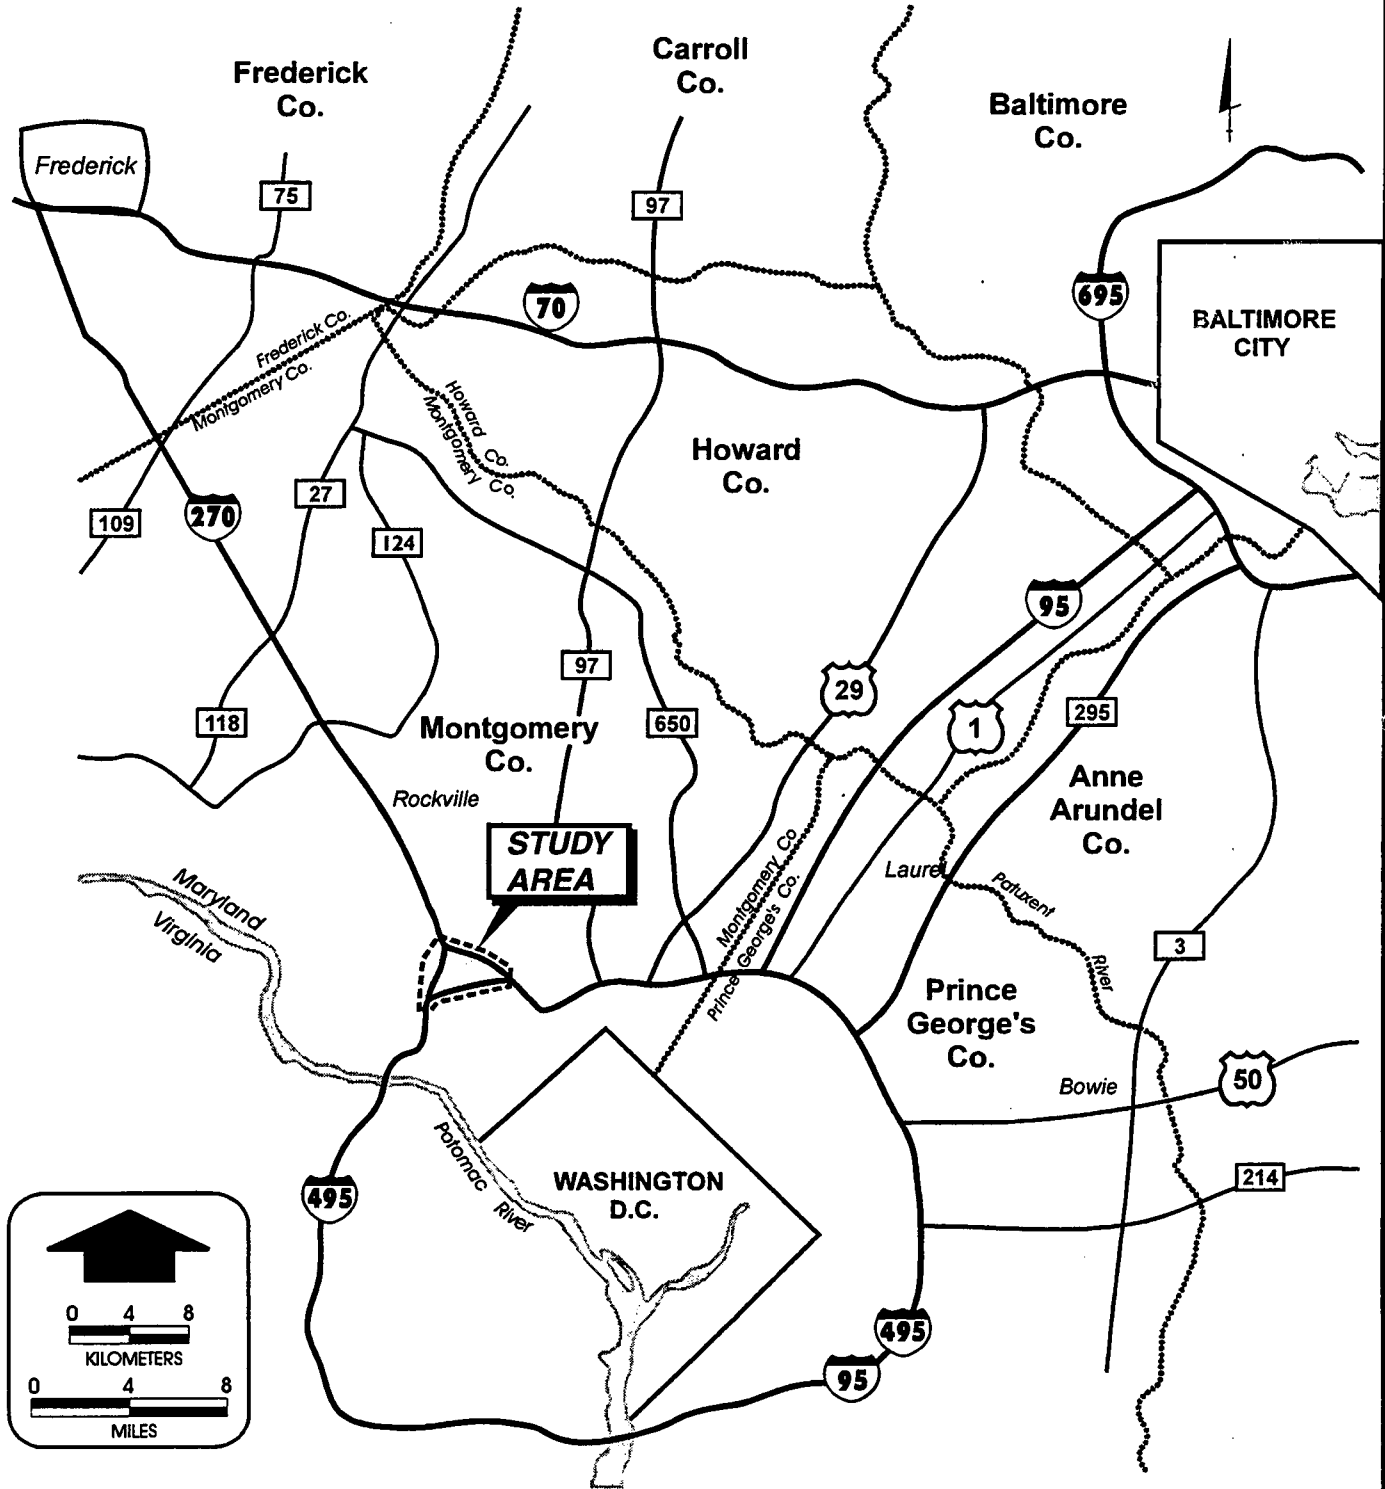 Frederick
Co.
Carroll
Co.
Baltimore
Co.
Frederick
75
97
695
70
BALTIMORE
CITY
Frederick Co.
Montgomery Co.
Howard Co.
Montgomery Co.
Howard
Co.
27
270
109
124
95
97
29
118
650
295
1
Montgomery
Co.
Anne
Arundel
Co.
Rockville
STUDY
AREA
Montgomery Co
Prince George's Co.
Laurel
Patuxent
River
Maryland
Virginia
3
Prince
George's
Co.
50
Bowie
Potomac
River
WASHINGTON
D.C.
214
495
495
95
0 4 8
KILOMETERS
0 4 8
MILES